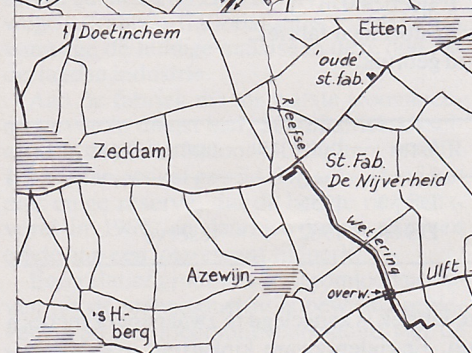 Doetinchem
Etten
'oude'
st.fab.
Reefse
Zeddam
St. Fab.
De Nijverheid
Wetering
Azewijn
Ulft
overw.
's H.-
berg